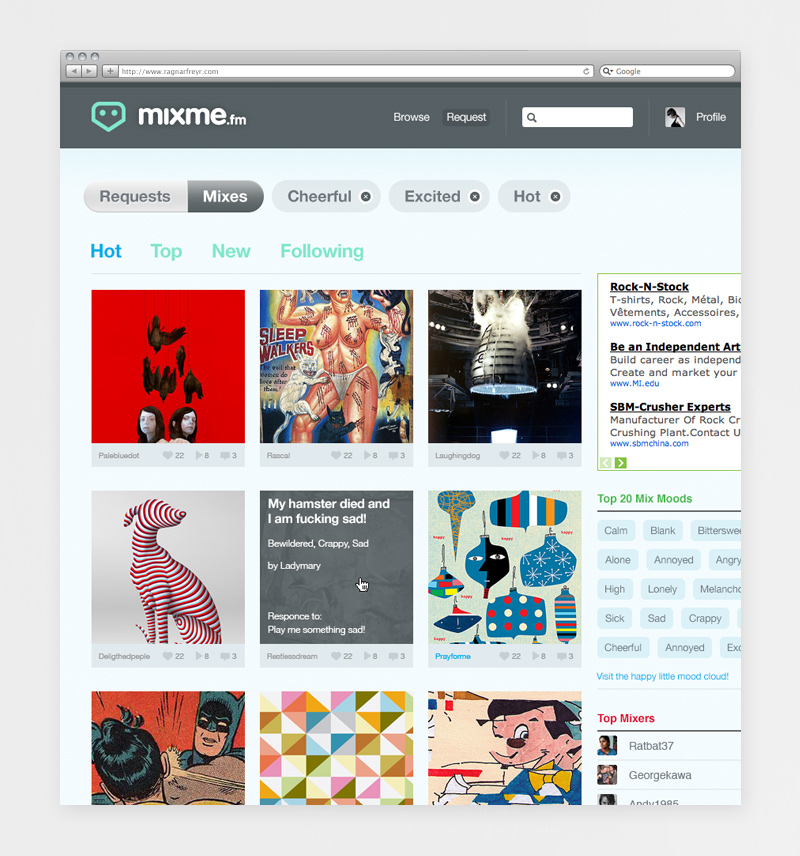 http://www.ragnarfreyr.com
Google
mixme.fm
Browse
Request
Profile
Requests
Mixes
Cheerful
Excited
Hot
Hot
Top
New
Following
SLEEP
WALKERS
Palebluedot
22
8
3
Rascal
22
8
3
Laughingdog
22
8
3
Rock-N-Stock
T-shirts, Rock, Métal, Bic
Vêtements, Accessoires,
www.rock-n-stock.com
Be an Independent Art
Build career as independ
Create and market your
www.MI.edu
SBM-Crusher Experts
Manufacturer Of Rock Cr
Crushing Plant.Contact U
www.sbmchina.com
My hamster died and
I am fucking sad!
Bewildered, Crappy, Sad
by Ladymary
Responce to:
Play me something sad!
happy
happy
happy
happy
Deligthedpeple
22
8
3
Restlessdream
22
8
3
Prayforme
22
8
3
Top 20 Mix Moods
Calm
Blank
Bitterswee
Alone
Annoyed
Angry
High
Lonely
Melancho
Sick
Sad
Crappy
Cheerful
Annoyed
Exc
Visit the happy little mood cloud!
Top Mixers
Ratbat37
Georgekawa
Andy1985